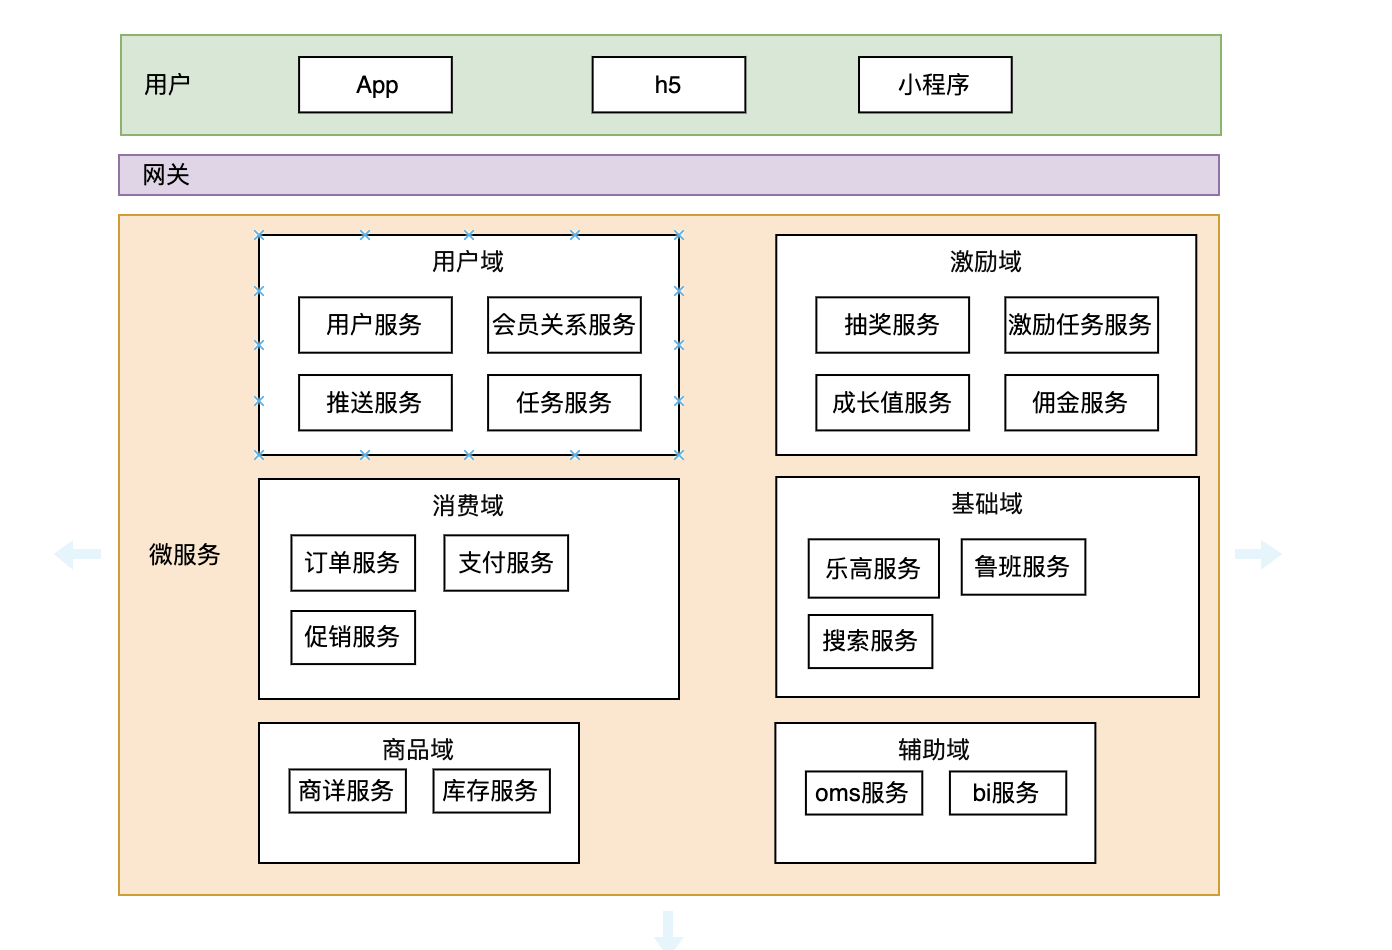 用户
App
h5
小程序
网关
微服务
用户域
用户服务
会员关系服务
推送服务
任务服务
激励域
抽奖服务
激励任务服务
成长值服务
佣金服务
消费域
订单服务
支付服务
促销服务
基础域
乐高服务
鲁班服务
搜索服务
商品域
商详服务
库存服务
辅助域
oms服务
bi服务